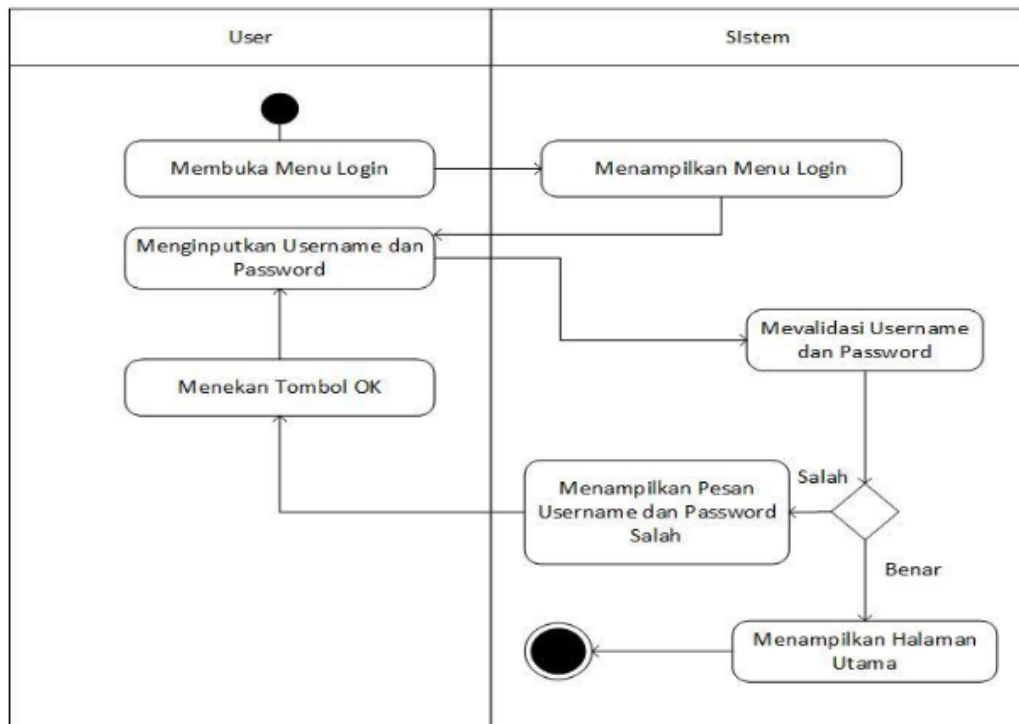 User
SIstem
Membuka Menu Login
Menampilkan Menu Login
Menginputkan Username dan
Password
Mevalidasi Username
dan Password
Menekan Tombol OK
Salah
Menampilkan Pesan
Username dan Password
Salah
Benar
Menampilkan Halaman
Utama